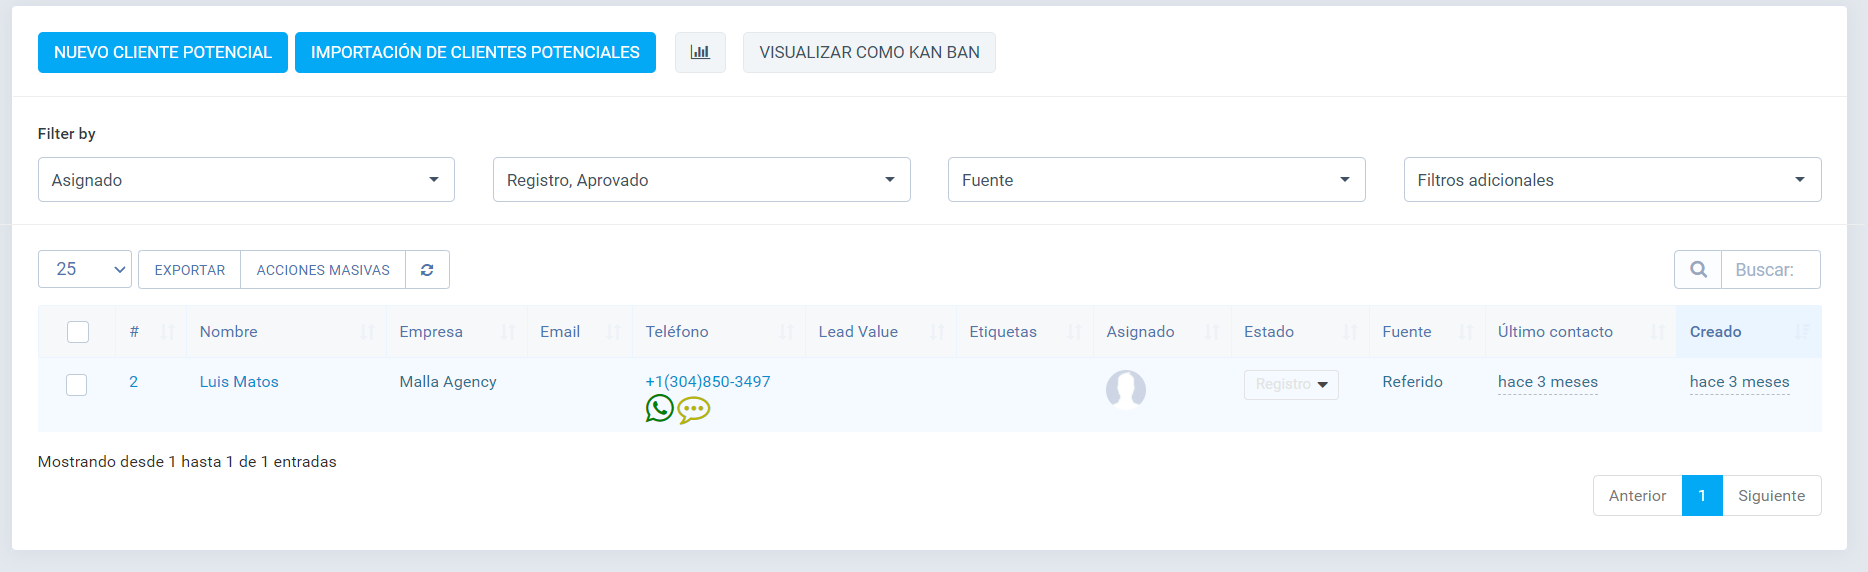 NUEVO CLIENTE POTENCIAL IMPORTACIÓN DE CLIENTES POTENCIALES VISUALIZAR COMO KAN BAN
Filter by
Asignado Registro, Aprovado Fuente Filtros adicionales
25 EXPORTAR ACCIONES MASIVAS Buscar:
# Nombre Empresa Email Teléfono Lead Value Etiquetas Asignado Estado Fuente Último contacto Creado
2 Luis Matos Malla Agency +1(304)850-3497 Registro Referido hace 3 meses hace 3 meses
Mostrando desde 1 hasta 1 de 1 entradas
Anterior 1 Siguiente